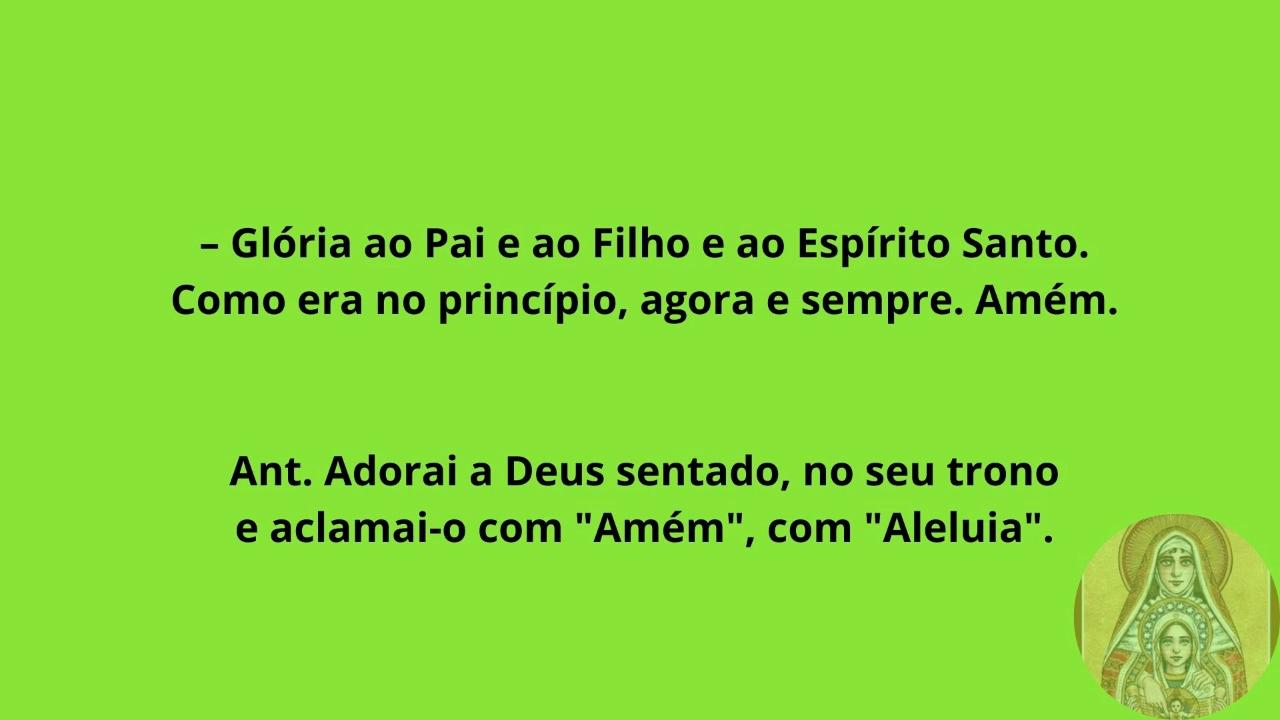 – Glória ao Pai e ao Filho e ao Espírito Santo.
Como era no princípio, agora e sempre. Amém.
Ant. Adorai a Deus sentado, no seu trono
e aclamai-o com "Amém", com "Aleluia".